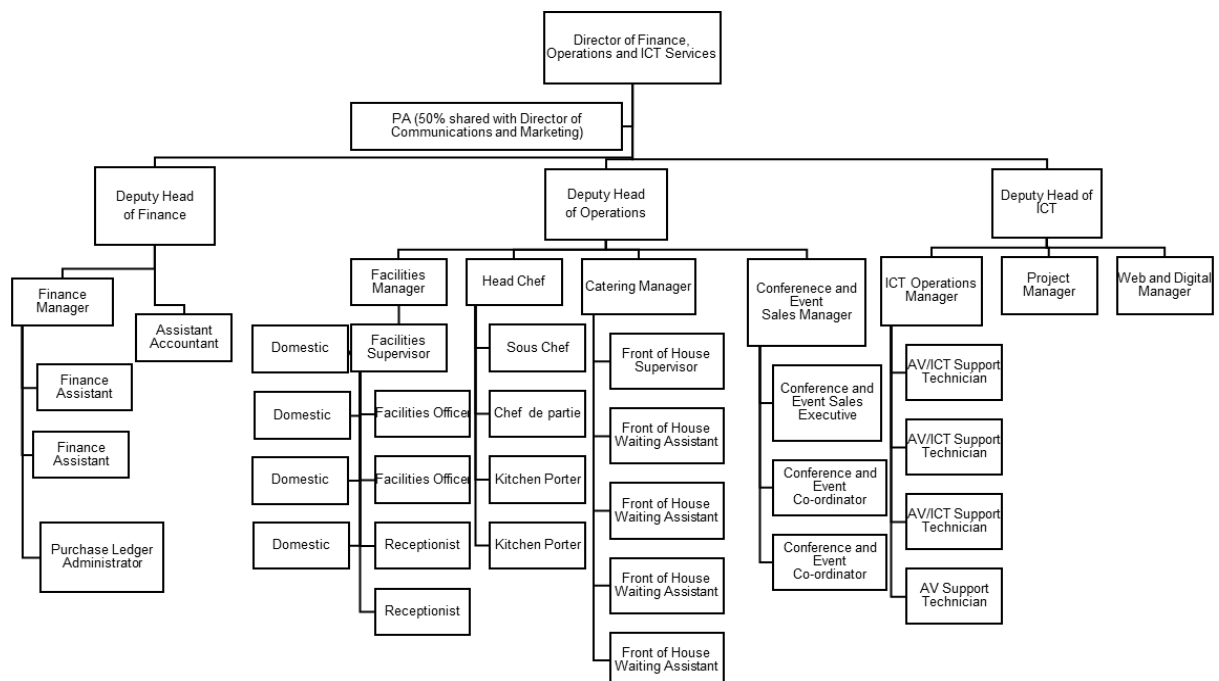 Director of Finance,
Operations and ICT Services
PA (50% shared with Director of
Communications and Marketing)
Deputy Head
of Finance
Deputy Head
of Operations
Deputy Head of
ICT
Finance
Manager
Assistant
Accountant
Finance
Assistant
Finance
Assistant
Purchase Ledger
Administrator
Facilities
Manager
Facilities
Supervisor
Domestic
Domestic
Domestic
Domestic
Facilities Officer
Facilities Officer
Receptionist
Receptionist
Head Chef
Sous Chef
Chef de partie
Kitchen Porter
Kitchen Porter
Catering Manager
Front of House
Supervisor
Front of House
Waiting Assistant
Front of House
Waiting Assistant
Front of House
Waiting Assistant
Front of House
Waiting Assistant
Conferenece and
Event
Sales Manager
Conference and
Event Sales
Executive
Conference and
Event
Co-ordinator
Conference and
Event
Co-ordinator
ICT Operations
Manager
AV/ICT Support
Technician
AV/ICT Support
Technician
AV/ICT Support
Technician
AV Support
Technician
Project
Manager
Web and Digital
Manager